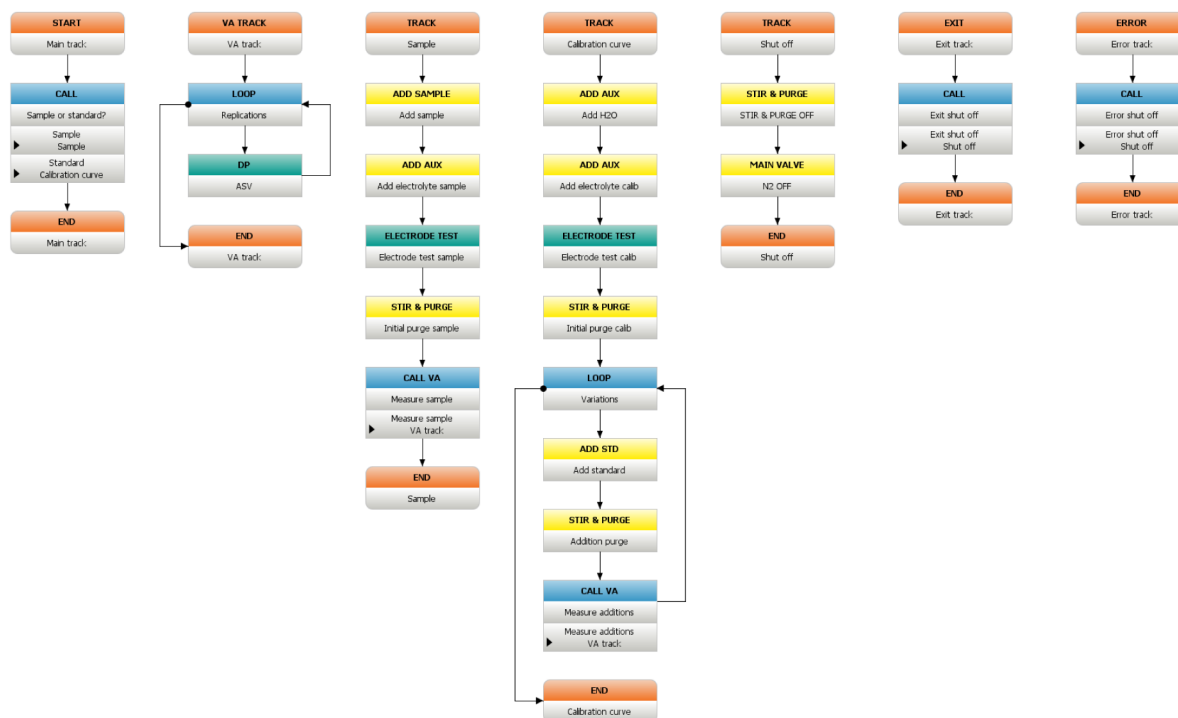 START
Main track
CALL
Sample or standard?
Sample
Sample
Standard
Calibration curve
END
Main track
VA TRACK
VA track
LOOP
Replications
DP
ASV
END
VA track
TRACK
Sample
ADD SAMPLE
Add sample
ADD AUX
Add electrolyte sample
ELECTRODE TEST
Electrode test sample
STIR & PURGE
Initial purge sample
CALL VA
Measure sample
Measure sample
VA track
END
Sample
TRACK
Calibration curve
ADD AUX
Add H2O
ADD AUX
Add electrolyte calib
ELECTRODE TEST
Electrode test calib
STIR & PURGE
Initial purge calib
LOOP
Variations
ADD STD
Add standard
STIR & PURGE
Addition purge
CALL VA
Measure additions
Measure additions
VA track
END
Calibration curve
TRACK
Shut off
STIR & PURGE
STIR & PURGE OFF
MAIN VALVE
N2 OFF
END
Shut off
EXIT
Exit track
CALL
Exit shut off
Exit shut off
Shut off
END
Exit track
ERROR
Error track
CALL
Error shut off
Error shut off
Shut off
END
Error track